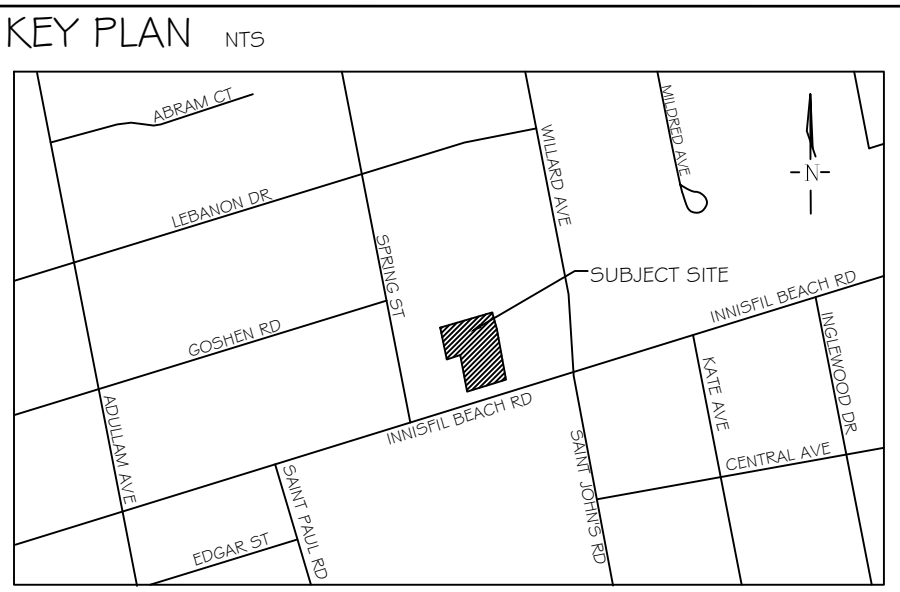 KEY PLAN NTS
ABRAM CT
MILDRED AVE
WILLARD AVE
N
LEBANON DR
SPRING ST
SUBJECT SITE
INNISFIL BEACH RD
GOSHEN RD
INGLEWOOD DR
KATE AVE
ADULLAM AVE
INNISFIL BEACH RD
SAINT JOHN'S RD
CENTRAL AVE
SAINT PAUL RD
EDGAR ST